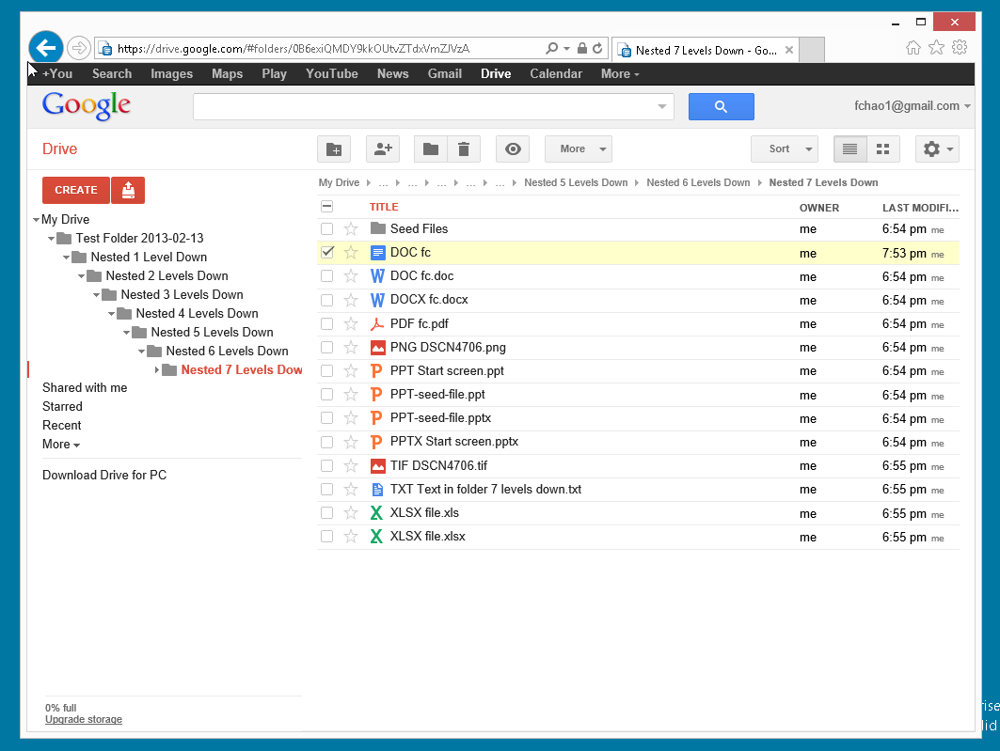 https://drive.google.com/#folders/0B6exiQMDY9kkOUtvZTdxVmZJVzA
Nested 7 Levels Down - Go...
+You Search Images Maps Play YouTube News Gmail Drive Calendar More
Google
fchao1@gmail.com
Drive
More
Sort
CREATE
My Drive
Test Folder 2013-02-13
Nested 1 Level Down
Nested 2 Levels Down
Nested 3 Levels Down
Nested 4 Levels Down
Nested 5 Levels Down
Nested 6 Levels Down
Nested 7 Levels Dow
Shared with me
Starred
Recent
More
Download Drive for PC
0% full
Upgrade storage
My Drive ... ... ... ... ... Nested 5 Levels Down Nested 6 Levels Down Nested 7 Levels Down
TITLE OWNER LAST MODIFI...
Seed Files me 6:54 pm me
DOC fc me 7:53 pm me
DOC fc.doc me 6:54 pm me
DOCX fc.docx me 6:54 pm me
PDF fc.pdf me 6:54 pm me
PNG DSCN4706.png me 6:54 pm me
PPT Start screen.ppt me 6:54 pm me
PPT-seed-file.ppt me 6:54 pm me
PPT-seed-file.pptx me 6:54 pm me
PPTX Start screen.pptx me 6:54 pm me
TIF DSCN4706.tif me 6:55 pm me
TXT Text in folder 7 levels down.txt me 6:55 pm me
XLSX file.xls me 6:55 pm me
XLSX file.xlsx me 6:55 pm me